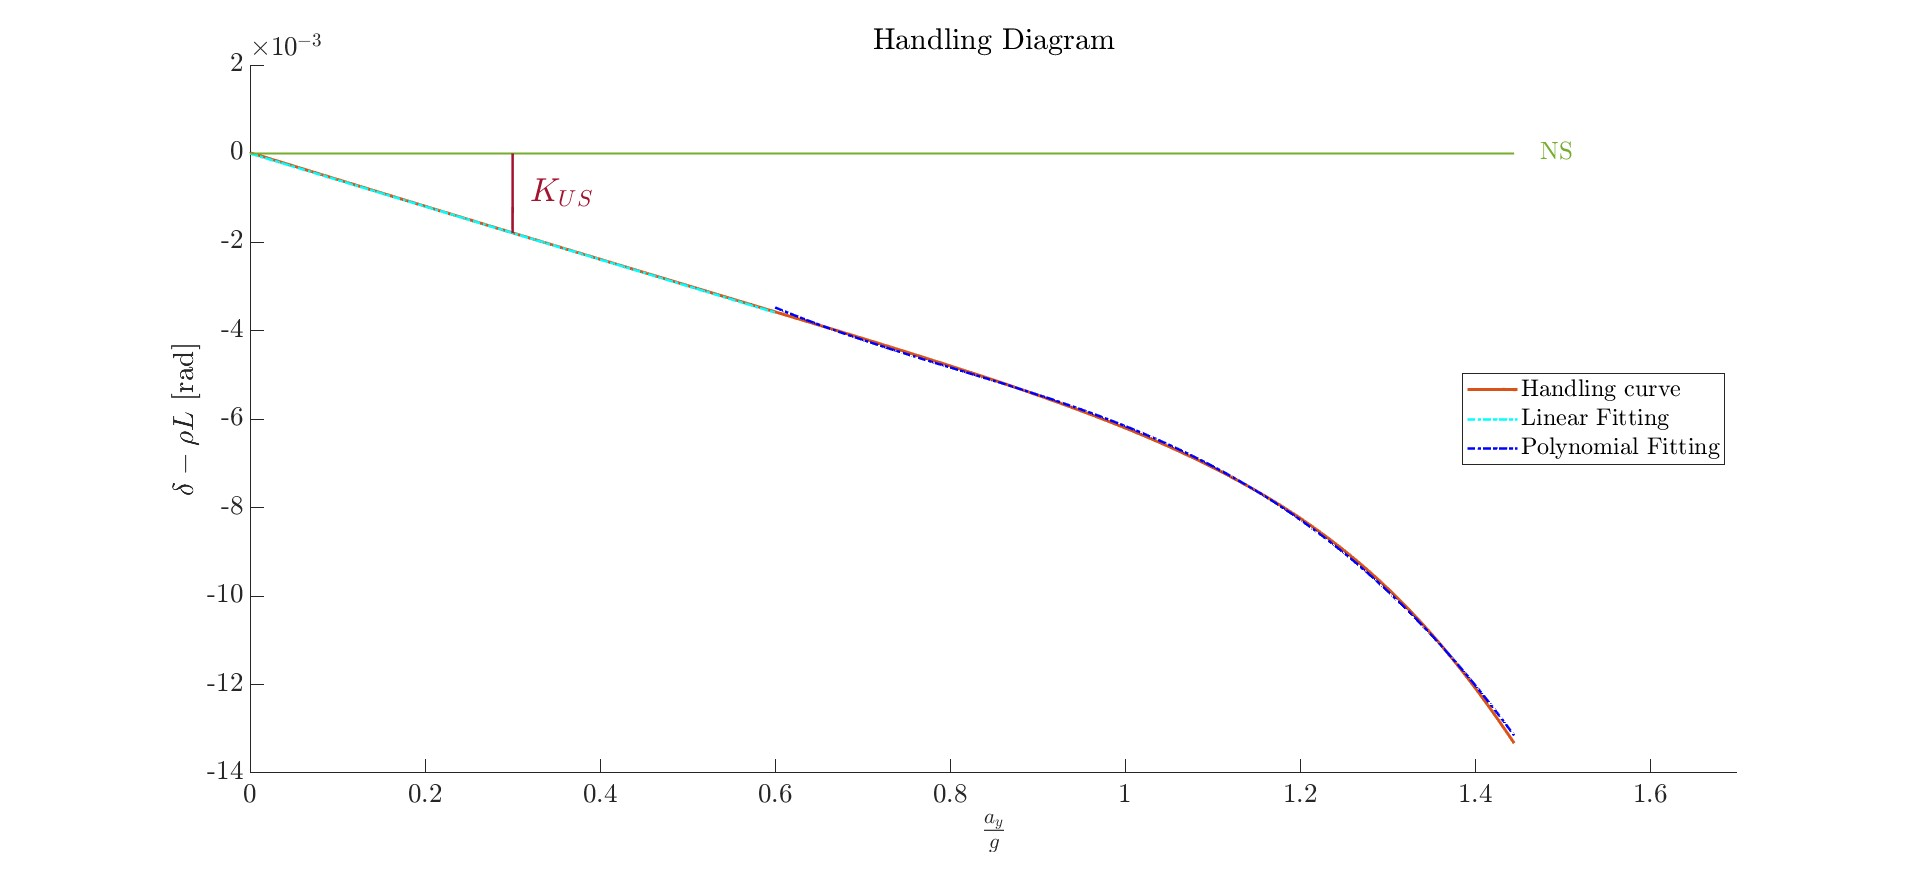 Handling Diagram
×10⁻³
2
0
-2
-4
-6
-8
-10
-12
-14
δ − ρL [rad]
NS
K_{US}
Handling curve
Linear Fitting
Polynomial Fitting
0 0.2 0.4 0.6 0.8 1 1.2 1.4 1.6
a_y
g